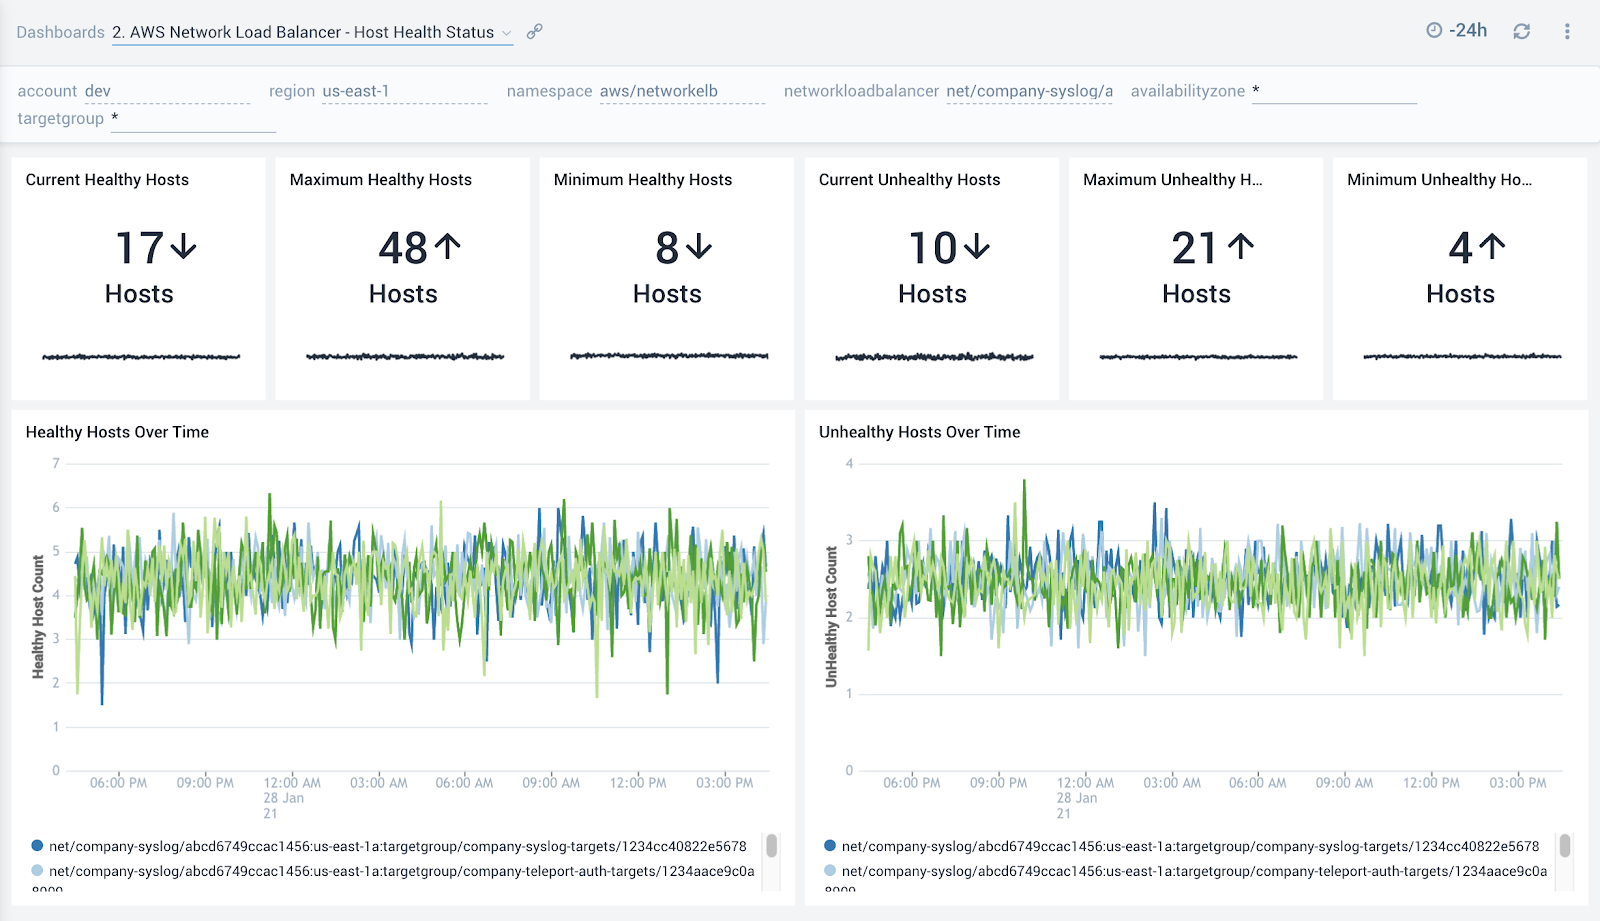 Dashboards 2. AWS Network Load Balancer - Host Health Status
-24h
account dev region us-east-1 namespace aws/networkelb networkloadbalancer net/company-syslog/a availabilityzone *
targetgroup *
Current Healthy Hosts
17
Hosts
Maximum Healthy Hosts
48
Hosts
Minimum Healthy Hosts
8
Hosts
Current Unhealthy Hosts
10
Hosts
Maximum Unhealthy H...
21
Hosts
Minimum Unhealthy Ho...
4
Hosts
Healthy Hosts Over Time
Healthy Host Count
7
6
5
4
3
2
1
0
06:00 PM 09:00 PM 12:00 AM 03:00 AM 06:00 AM 09:00 AM 12:00 PM 03:00 PM
28 Jan
21
net/company-syslog/abcd6749ccac1456:us-east-1a:targetgroup/company-syslog-targets/1234cc40822e5678
net/company-syslog/abcd6749ccac1456:us-east-1a:targetgroup/company-teleport-auth-targets/1234aace9c0a
Unhealthy Hosts Over Time
UnHealthy Host Count
4
3
2
1
0
06:00 PM 09:00 PM 12:00 AM 03:00 AM 06:00 AM 09:00 AM 12:00 PM 03:00 PM
28 Jan
21
net/company-syslog/abcd6749ccac1456:us-east-1a:targetgroup/company-syslog-targets/1234cc40822e5678
net/company-syslog/abcd6749ccac1456:us-east-1a:targetgroup/company-teleport-auth-targets/1234aace9c0a